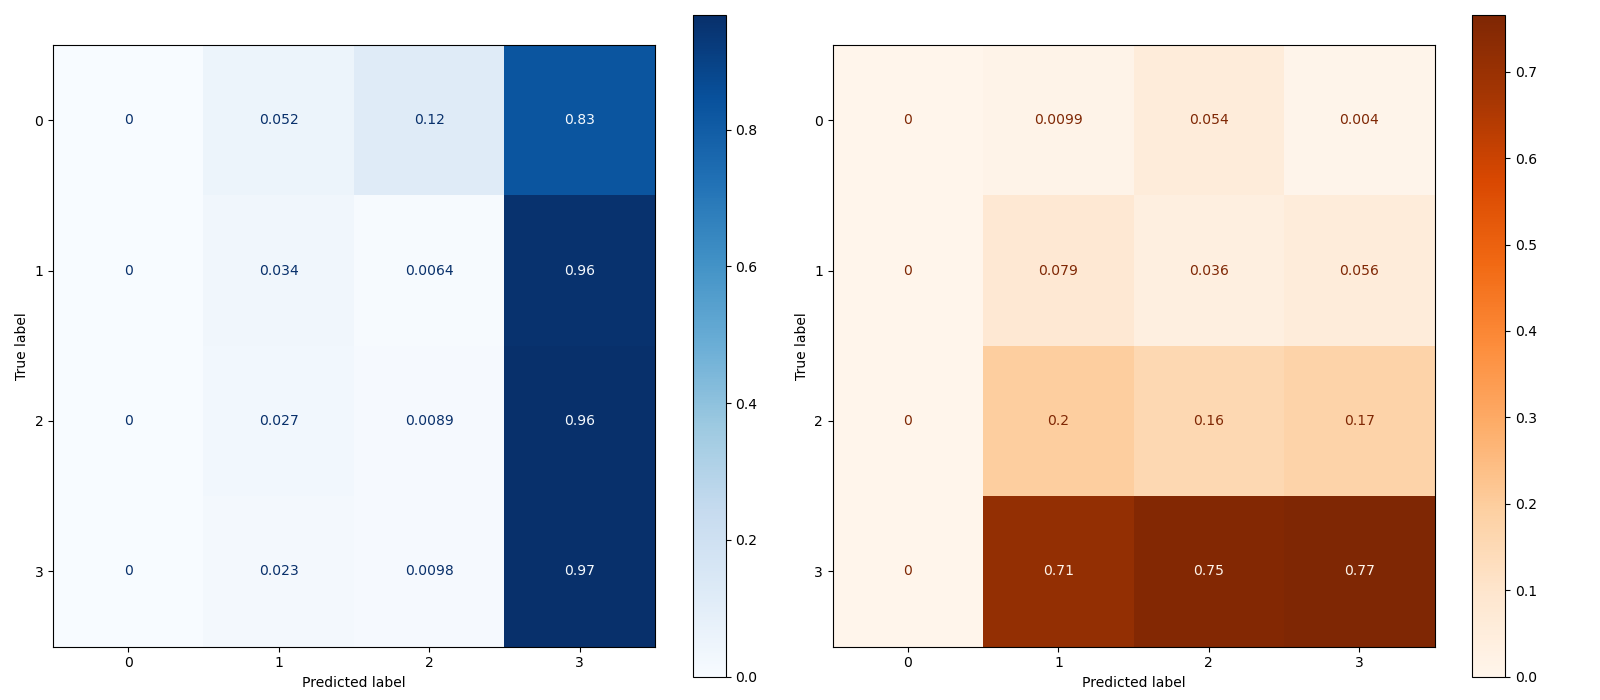 0 0.052 0.12 0.83
0 0.034 0.0064 0.96
0 0.027 0.0089 0.96
0 0.023 0.0098 0.97
0
1
2
3
True label
0 1 2 3
Predicted label
0.8
0.6
0.4
0.2
0.0
0 0.0099 0.054 0.004
0 0.079 0.036 0.056
0 0.2 0.16 0.17
0 0.71 0.75 0.77
0
1
2
3
True label
0 1 2 3
Predicted label
0.7
0.6
0.5
0.4
0.3
0.2
0.1
0.0